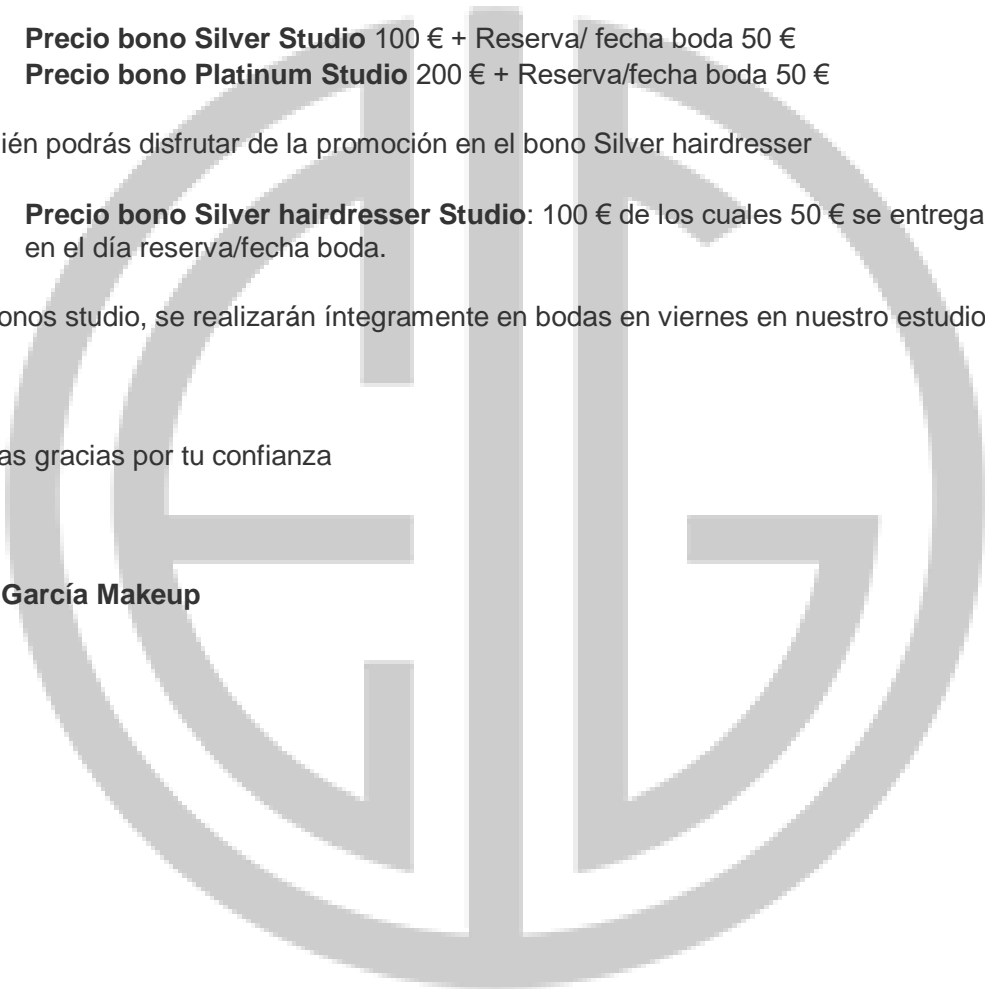 Precio bono Silver Studio 100 € + Reserva/ fecha boda 50 €
Precio bono Platinum Studio 200 € + Reserva/fecha boda 50 €
ién podrás disfrutar de la promoción en el bono Silver hairdresser
Precio bono Silver hairdresser Studio: 100 € de los cuales 50 € se entrega
en el día reserva/fecha boda.
onos studio, se realizarán íntegramente en bodas en viernes en nuestro estudio
as gracias por tu confianza
García Makeup